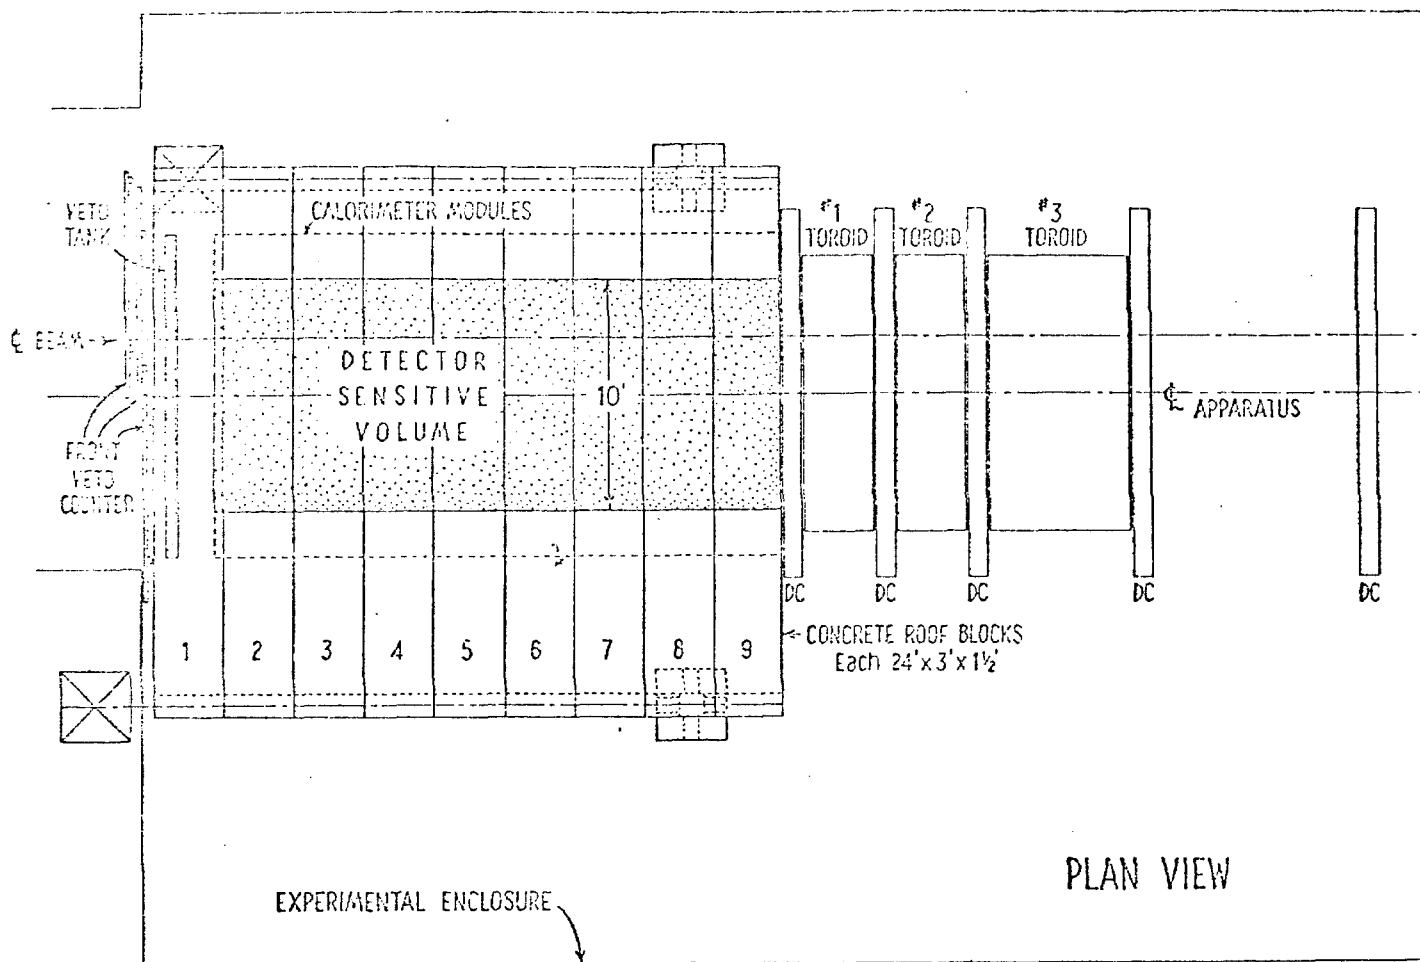 VETO
TANK
CALORIMETER MODULES
#1
TOROID
#2
TOROID
#3
TOROID
℄ BEAM
DETECTOR
SENSITIVE
VOLUME
10'
℄ APPARATUS
FRONT
VETO
COUNTER
DC DC DC DC DC
1 2 3 4 5 6 7 8 9
CONCRETE ROOF BLOCKS
Each 24'x3'x1½'
PLAN VIEW
EXPERIMENTAL ENCLOSURE